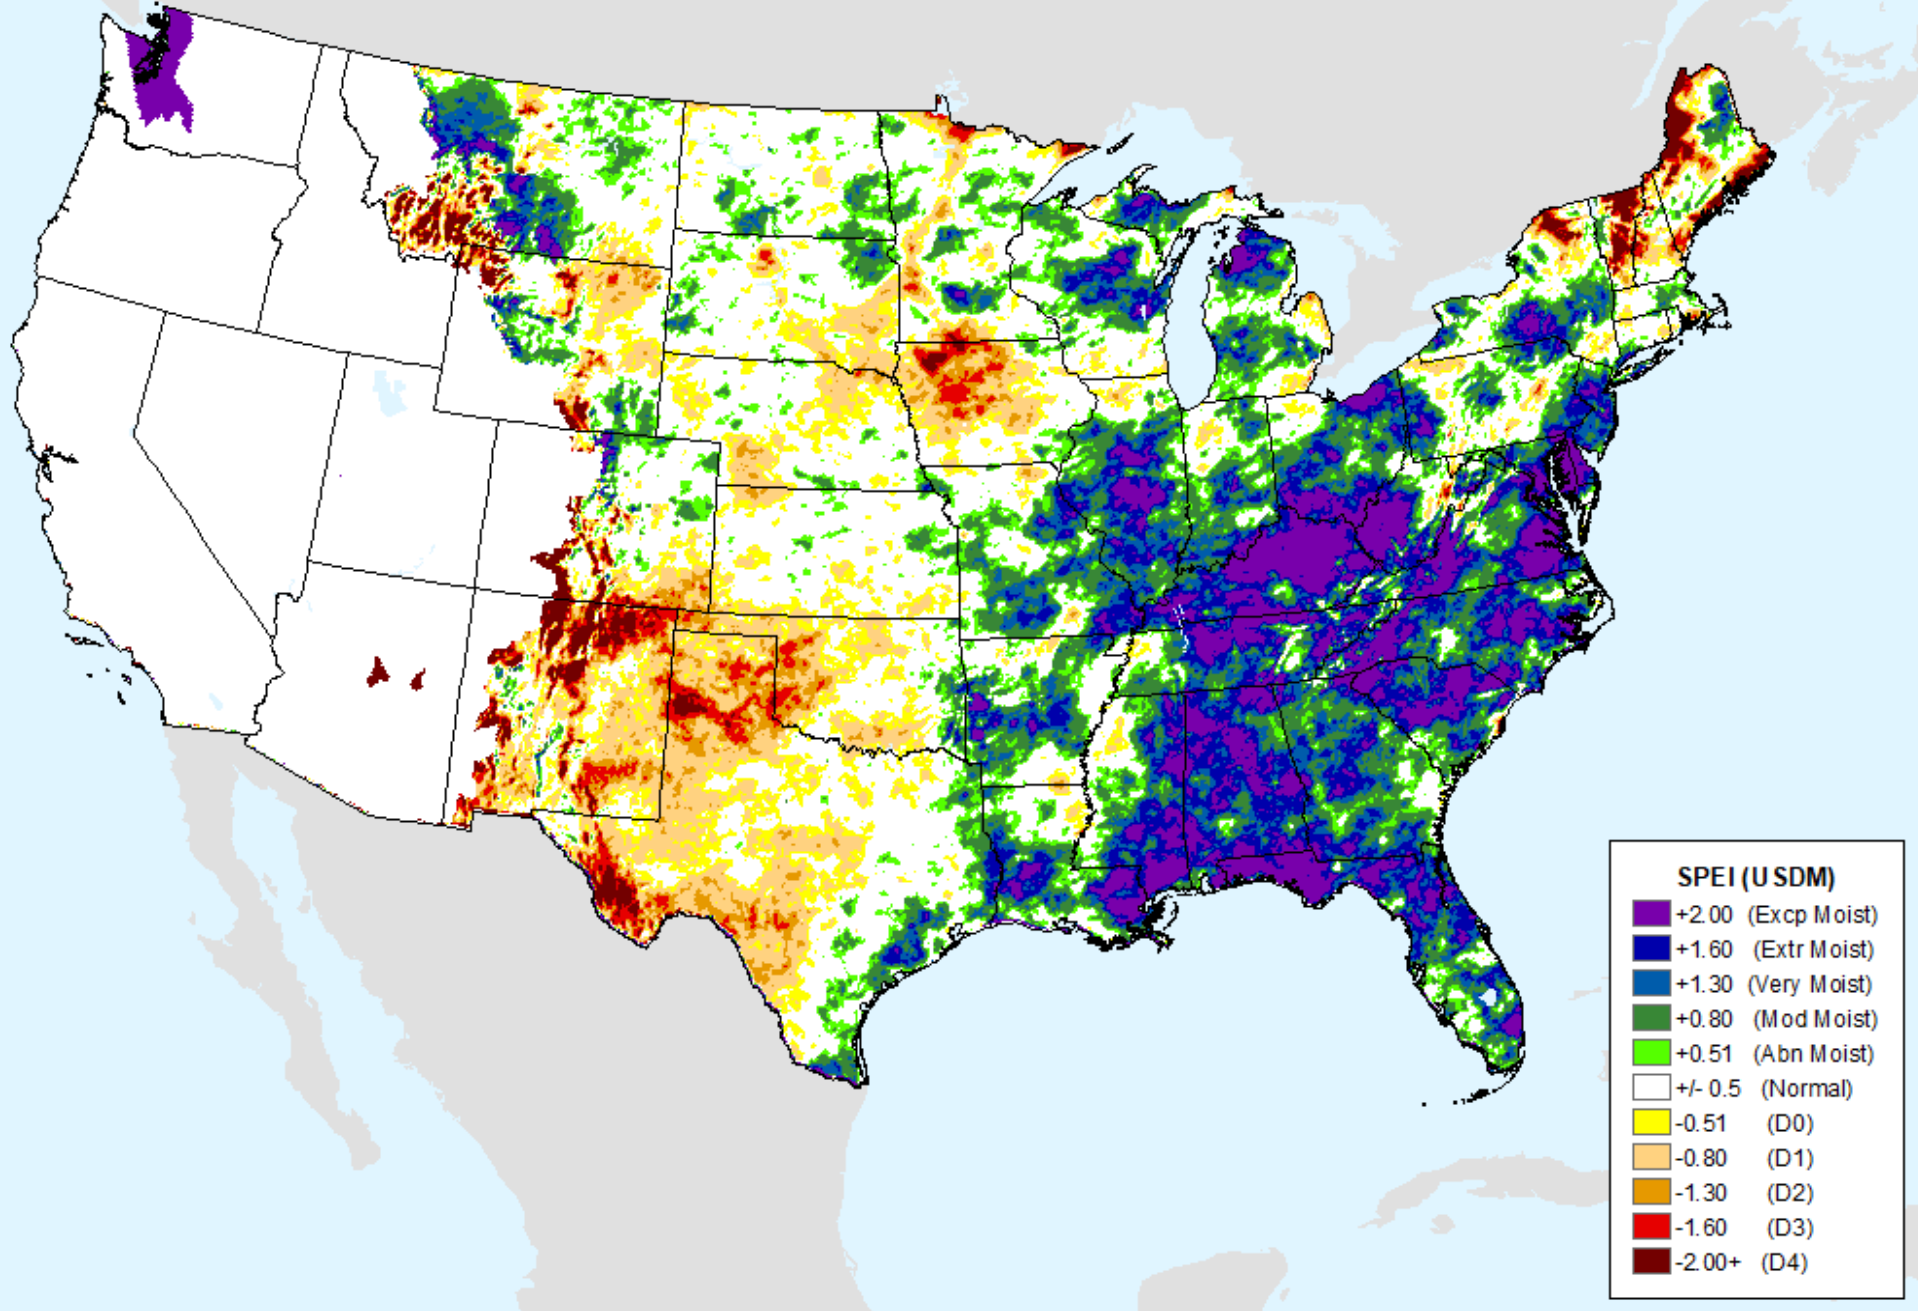 SPEI (USDM)
+2.00 (Excp Moist)
+1.60 (Extr Moist)
+1.30 (Very Moist)
+0.80 (Mod Moist)
+0.51 (Abn Moist)
+/- 0.5 (Normal)
-0.51 (D0)
-0.80 (D1)
-1.30 (D2)
-1.60 (D3)
-2.00+ (D4)